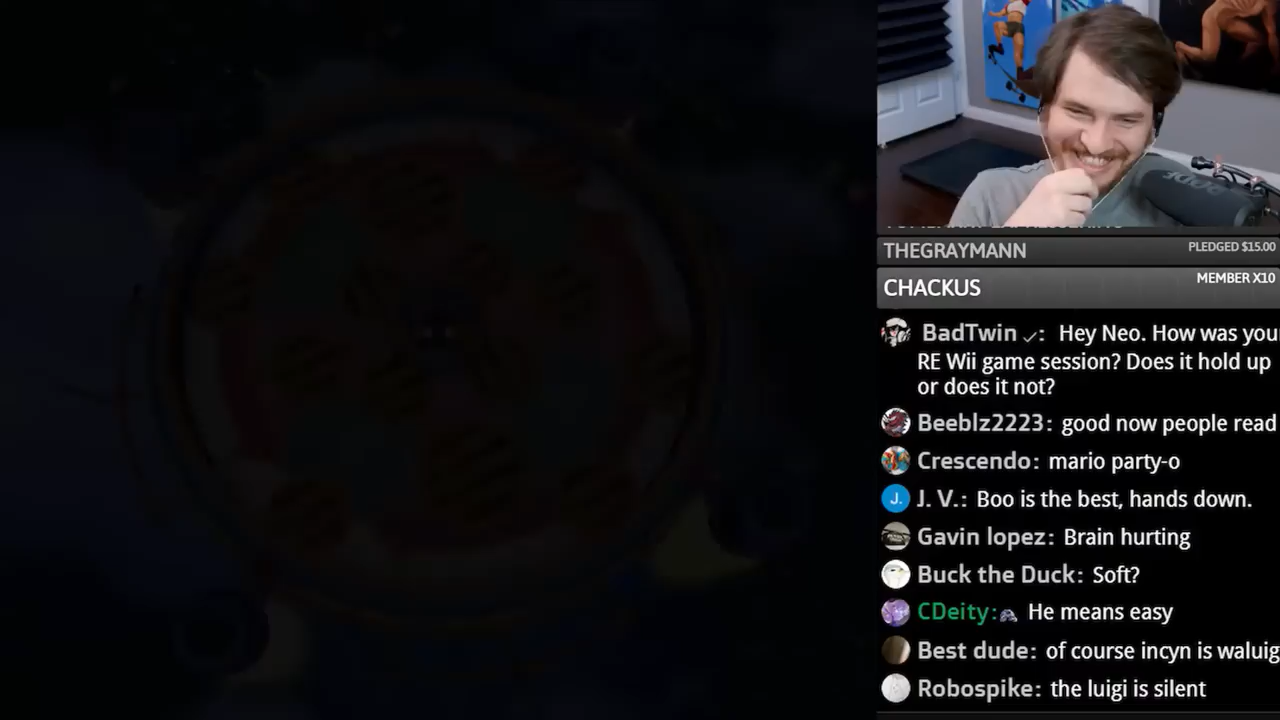 THEGRAYMANN
PLEDGED $15.00
CHACKUS
MEMBER X10
BadTwin ✓: Hey Neo. How was your
RE Wii game session? Does it hold up
or does it not?
Beeblz2223: good now people read
Crescendo: mario party-o
J.
J. V.: Boo is the best, hands down.
Gavin lopez: Brain hurting
Buck the Duck: Soft?
CDeity: He means easy
Best dude: of course incyn is waluig
Robospike: the luigi is silent